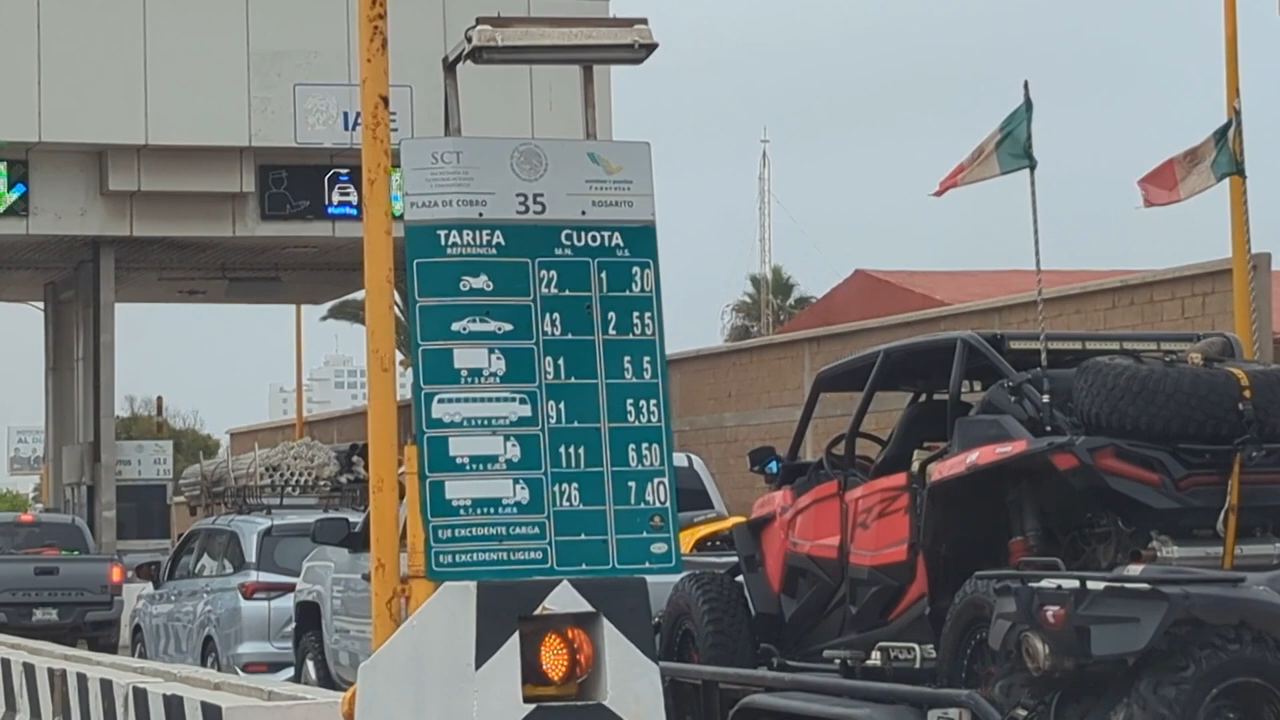 SCT
PLAZA DE COBRO 35 ROSARITO
TARIFA CUOTA
REFERENCIA M.N. U.S.
22. 1 .30
43. 2 .55
91. 5.5
2 Y 3 EJES
91. 5.35
2, 3 Y 4 EJES
111 6.50
4 Y 5 EJES
126. 7.40
6, 7, 8 Y 9 EJES
EJE EXCEDENTE CARGA
EJE EXCEDENTE LIGERO
TACOMA
RZR
POLARIS